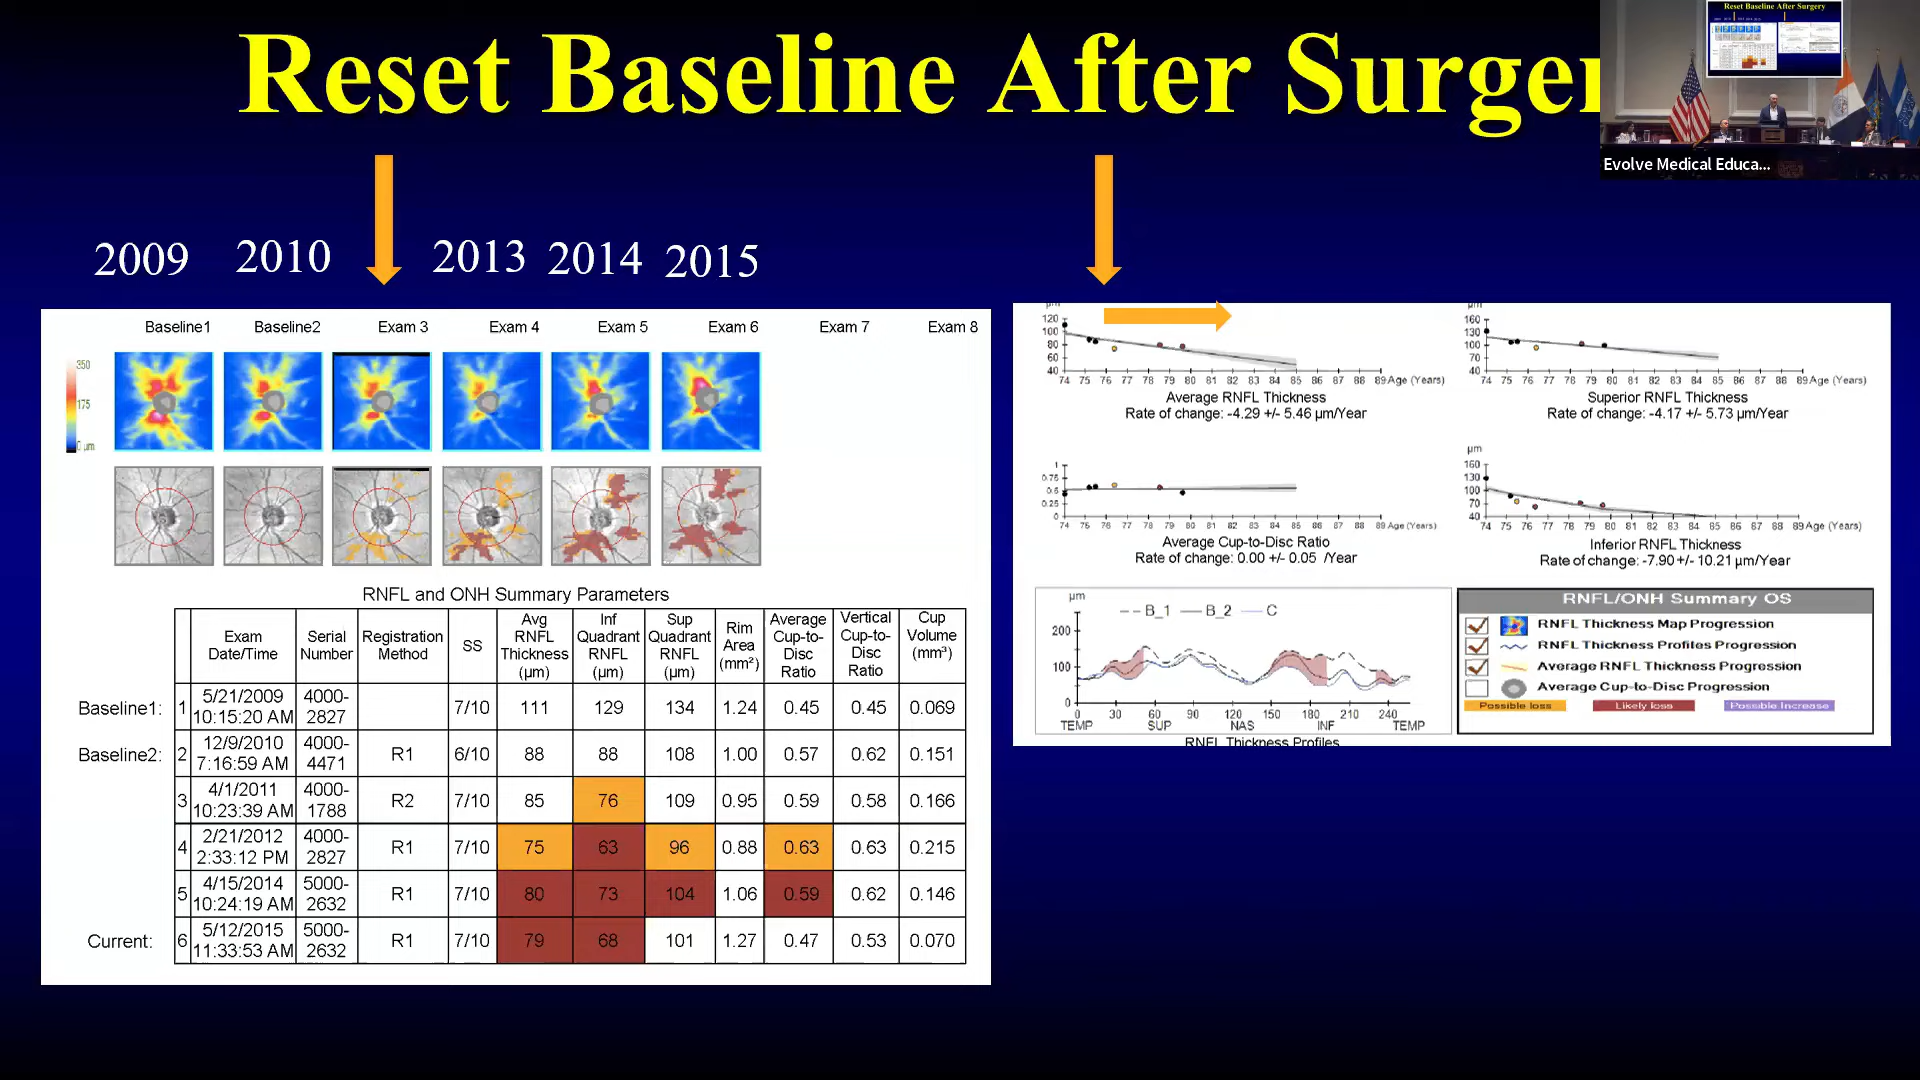 Reset Baseline After Surger
Reset Baseline After Surgery
Evolve Medical Educa...
2009 2010 2013 2014 2015
Baseline1 Baseline2 Exam 3 Exam 4 Exam 5 Exam 6 Exam 7 Exam 8
350
175
0 µm
RNFL and ONH Summary Parameters
Exam Date/Time Serial Number Registration Method SS Avg RNFL Thickness (µm) Inf Quadrant RNFL (µm) Sup Quadrant RNFL (µm) Rim Area (mm²) Average Cup-to-Disc Ratio Vertical Cup-to-Disc Ratio Cup Volume (mm³)
Baseline1: 1 5/21/2009 10:15:20 AM 4000-2827 7/10 111 129 134 1.24 0.45 0.45 0.069
Baseline2: 2 12/9/2010 7:16:59 AM 4000-4471 R1 6/10 88 88 108 1.00 0.57 0.62 0.151
3 4/1/2011 10:23:39 AM 4000-1788 R2 7/10 85 76 109 0.95 0.59 0.58 0.166
4 2/21/2012 2:33:12 PM 4000-2827 R1 7/10 75 63 96 0.88 0.63 0.63 0.215
5 4/15/2014 10:24:19 AM 5000-2632 R1 7/10 80 73 104 1.06 0.59 0.62 0.146
Current: 6 5/12/2015 11:33:53 AM 5000-2632 R1 7/10 79 68 101 1.27 0.47 0.53 0.070
µm
120
100
80
60
40
74 75 76 77 78 79 80 81 82 83 84 85 86 87 88 89 Age (Years)
Average RNFL Thickness
Rate of change: -4.29 +/- 5.46 µm/Year
µm
160
130
100
70
40
74 75 76 77 78 79 80 81 82 83 84 85 86 87 88 89 Age (Years)
Superior RNFL Thickness
Rate of change: -4.17 +/- 5.73 µm/Year
1
0.75
0.5
0.25
0
74 75 76 77 78 79 80 81 82 83 84 85 86 87 88 89 Age (Years)
Average Cup-to-Disc Ratio
Rate of change: 0.00 +/- 0.05 /Year
µm
160
130
100
70
40
74 75 76 77 78 79 80 81 82 83 84 85 86 87 88 89 Age (Years)
Inferior RNFL Thickness
Rate of change: -7.90 +/- 10.21 µm/Year
µm
B_1 B_2 C
200
100
0
0 30 60 90 120 150 180 210 240
TEMP SUP NAS INF TEMP
RNFL Thickness Profiles
RNFL/ONH Summary OS
RNFL Thickness Map Progression
RNFL Thickness Profiles Progression
Average RNFL Thickness Progression
Average Cup-to-Disc Progression
Possible loss Likely loss Possible Increase